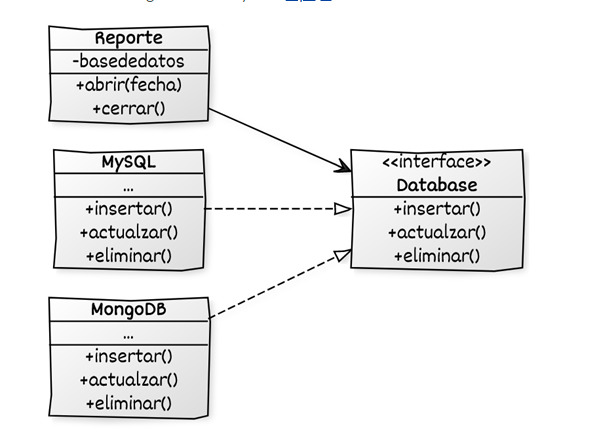 Reporte
-basededatos
+abrir(fecha)
+cerrar()
MySQL
...
+insertar()
+actualzar()
+eliminar()
<<interface>>
Database
+insertar()
+actualzar()
+eliminar()
MongoDB
...
+insertar()
+actualzar()
+eliminar()